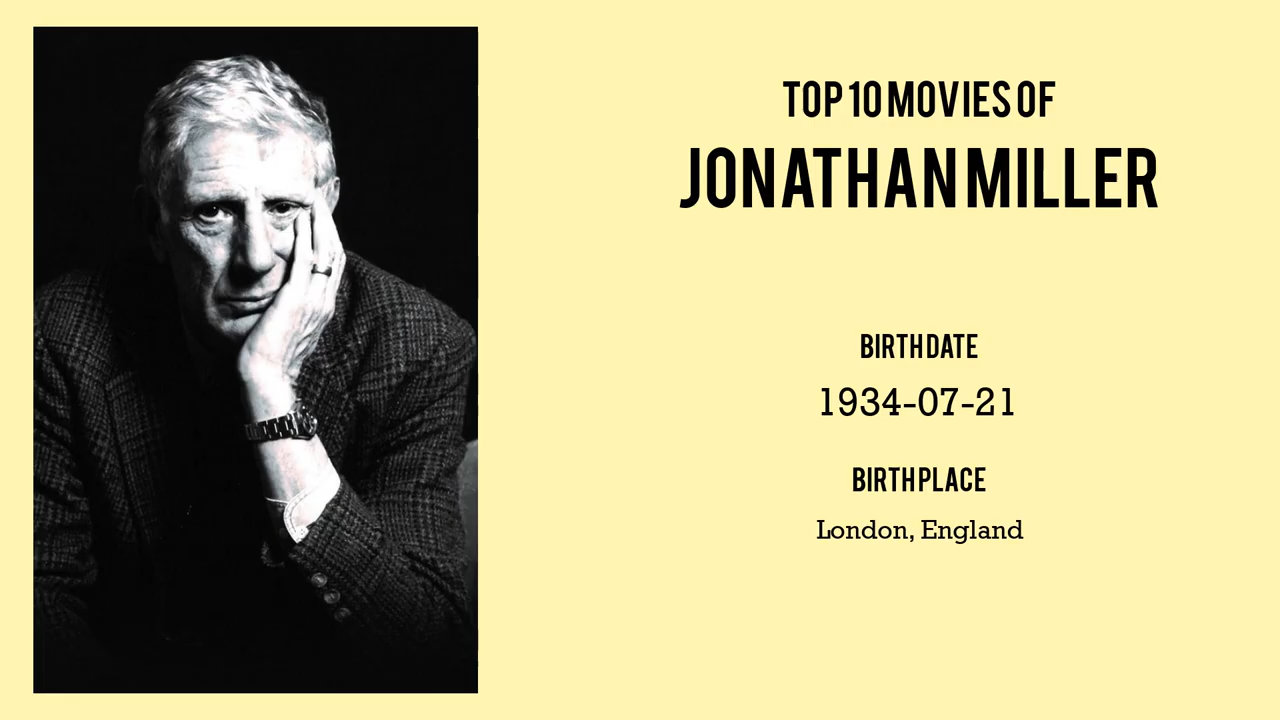 TOP 10 MOVIES OF
JONATHAN MILLER
BIRTHDATE
1934-07-21
BIRTHPLACE
London, England